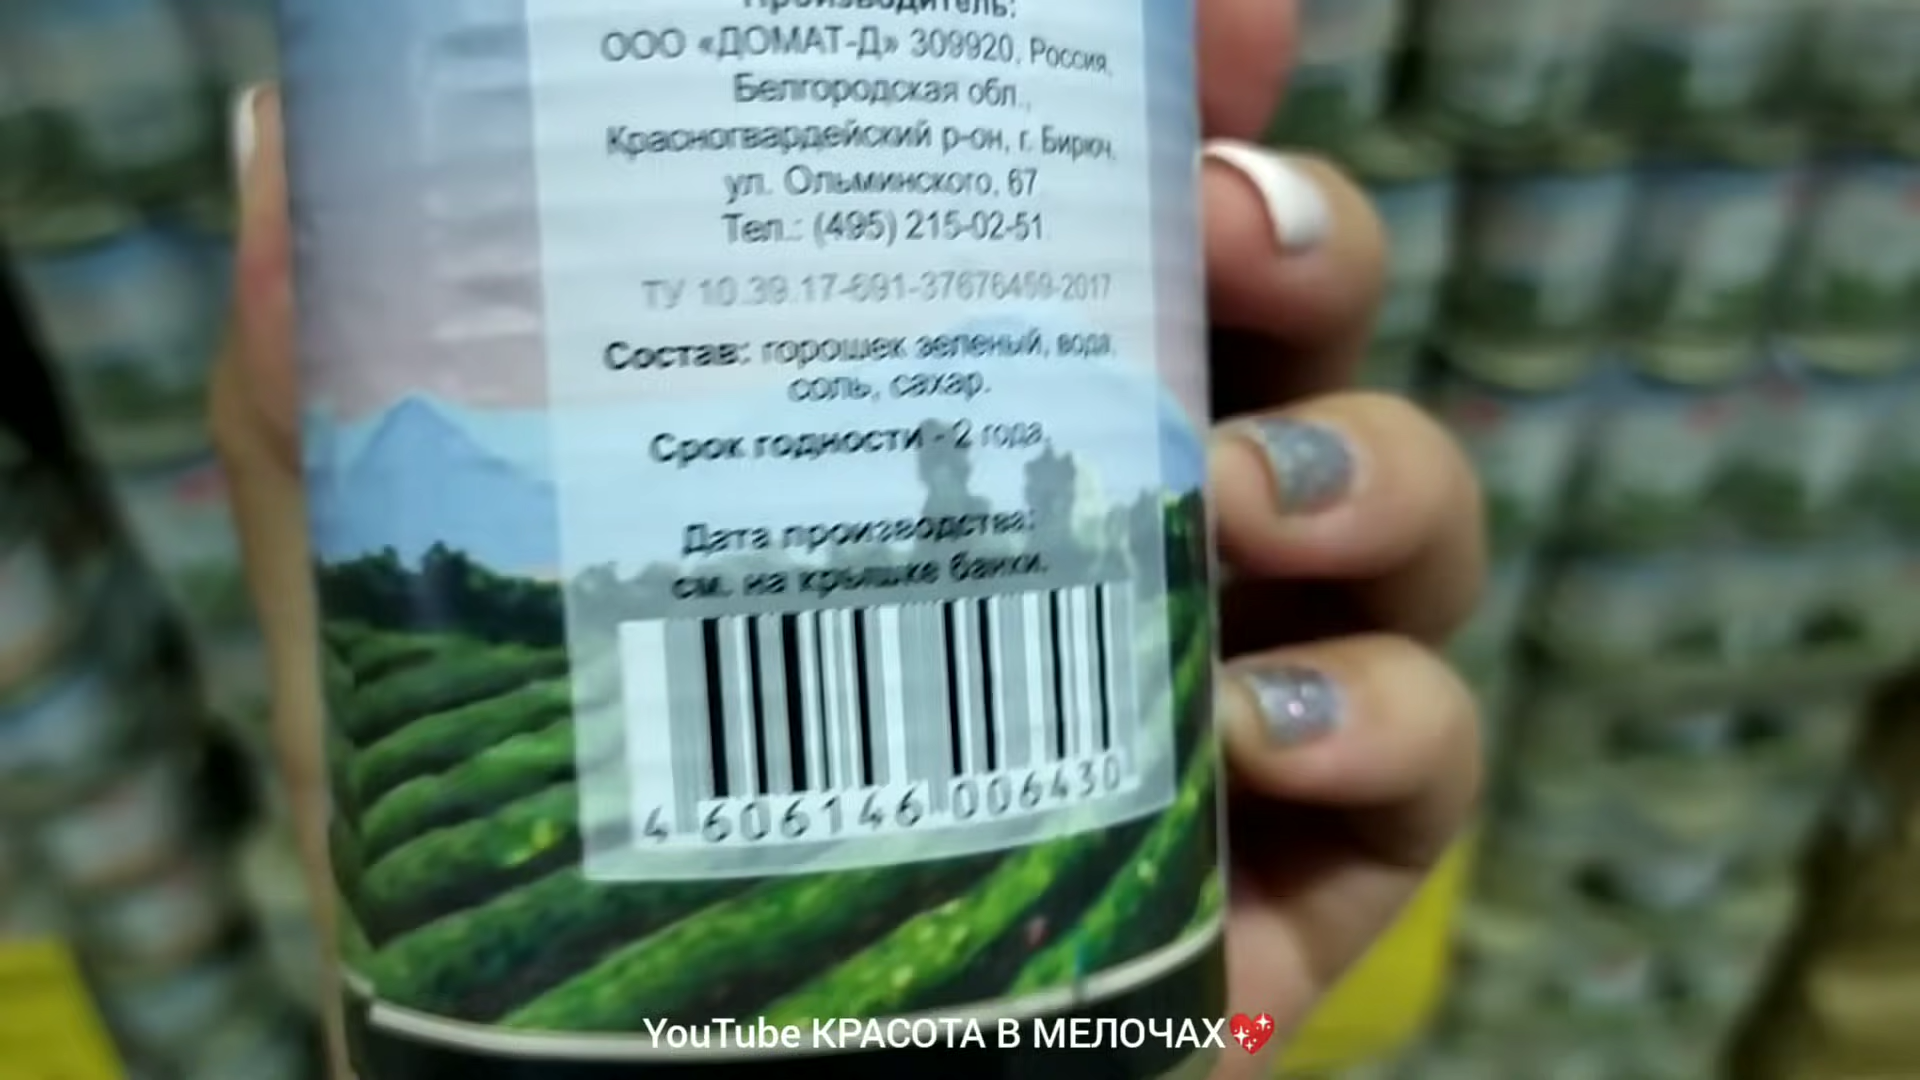 Производитель:
ООО «ДОМАТ-Д» 309920, Россия,
Белгородская обл.,
Красногвардейский р-он, г. Бирюч,
ул. Ольминского, 67
Тел.: (495) 215-02-51
ТУ 10.39.17-691-37676459-2017
Состав: горошек зеленый, вода,
соль, сахар.
Срок годности - 2 года.
Дата производства:
см. на крышке банки.
4 606146 006430
YouTube КРАСОТА В МЕЛОЧАХ💖